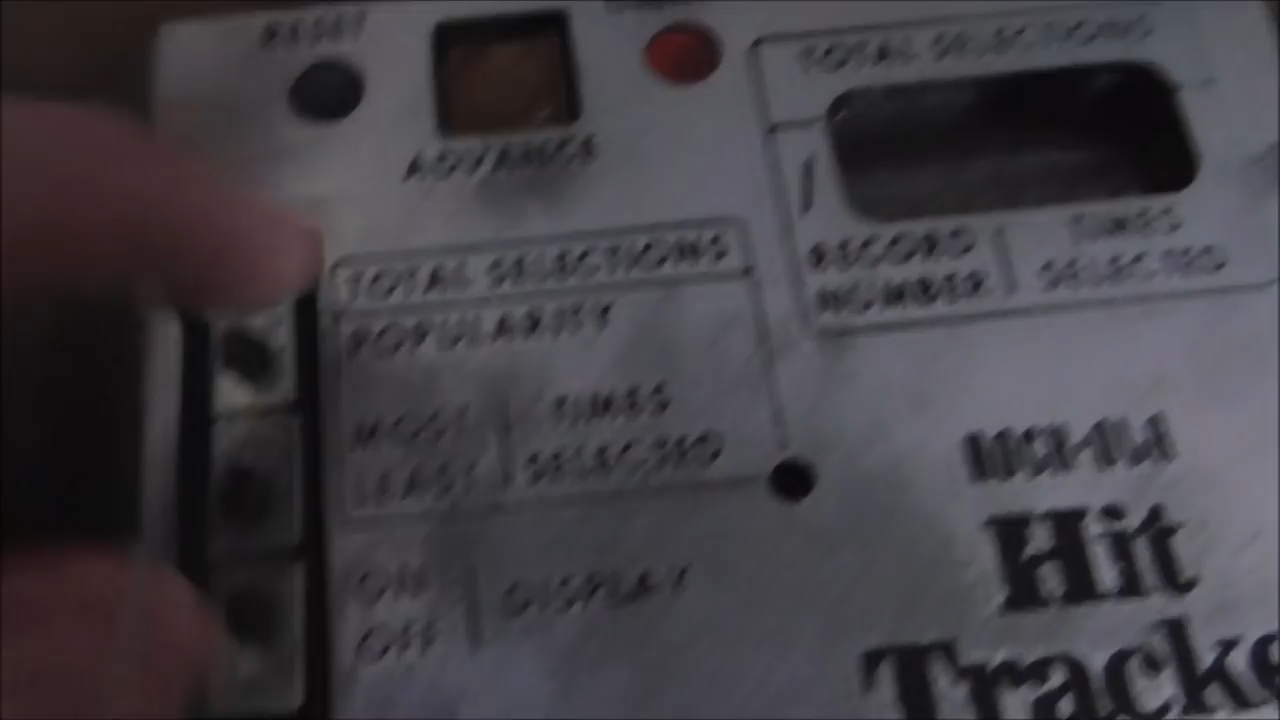 RESET
ADVANCE
TOTAL SELECTIONS
RECORD
NUMBER
TIMES
SELECTED
TOTAL SELECTIONS
POPULARITY
MOST
LEAST
TIMES
SELECTED
ON
OFF
DISPLAY
Hit
Tracke